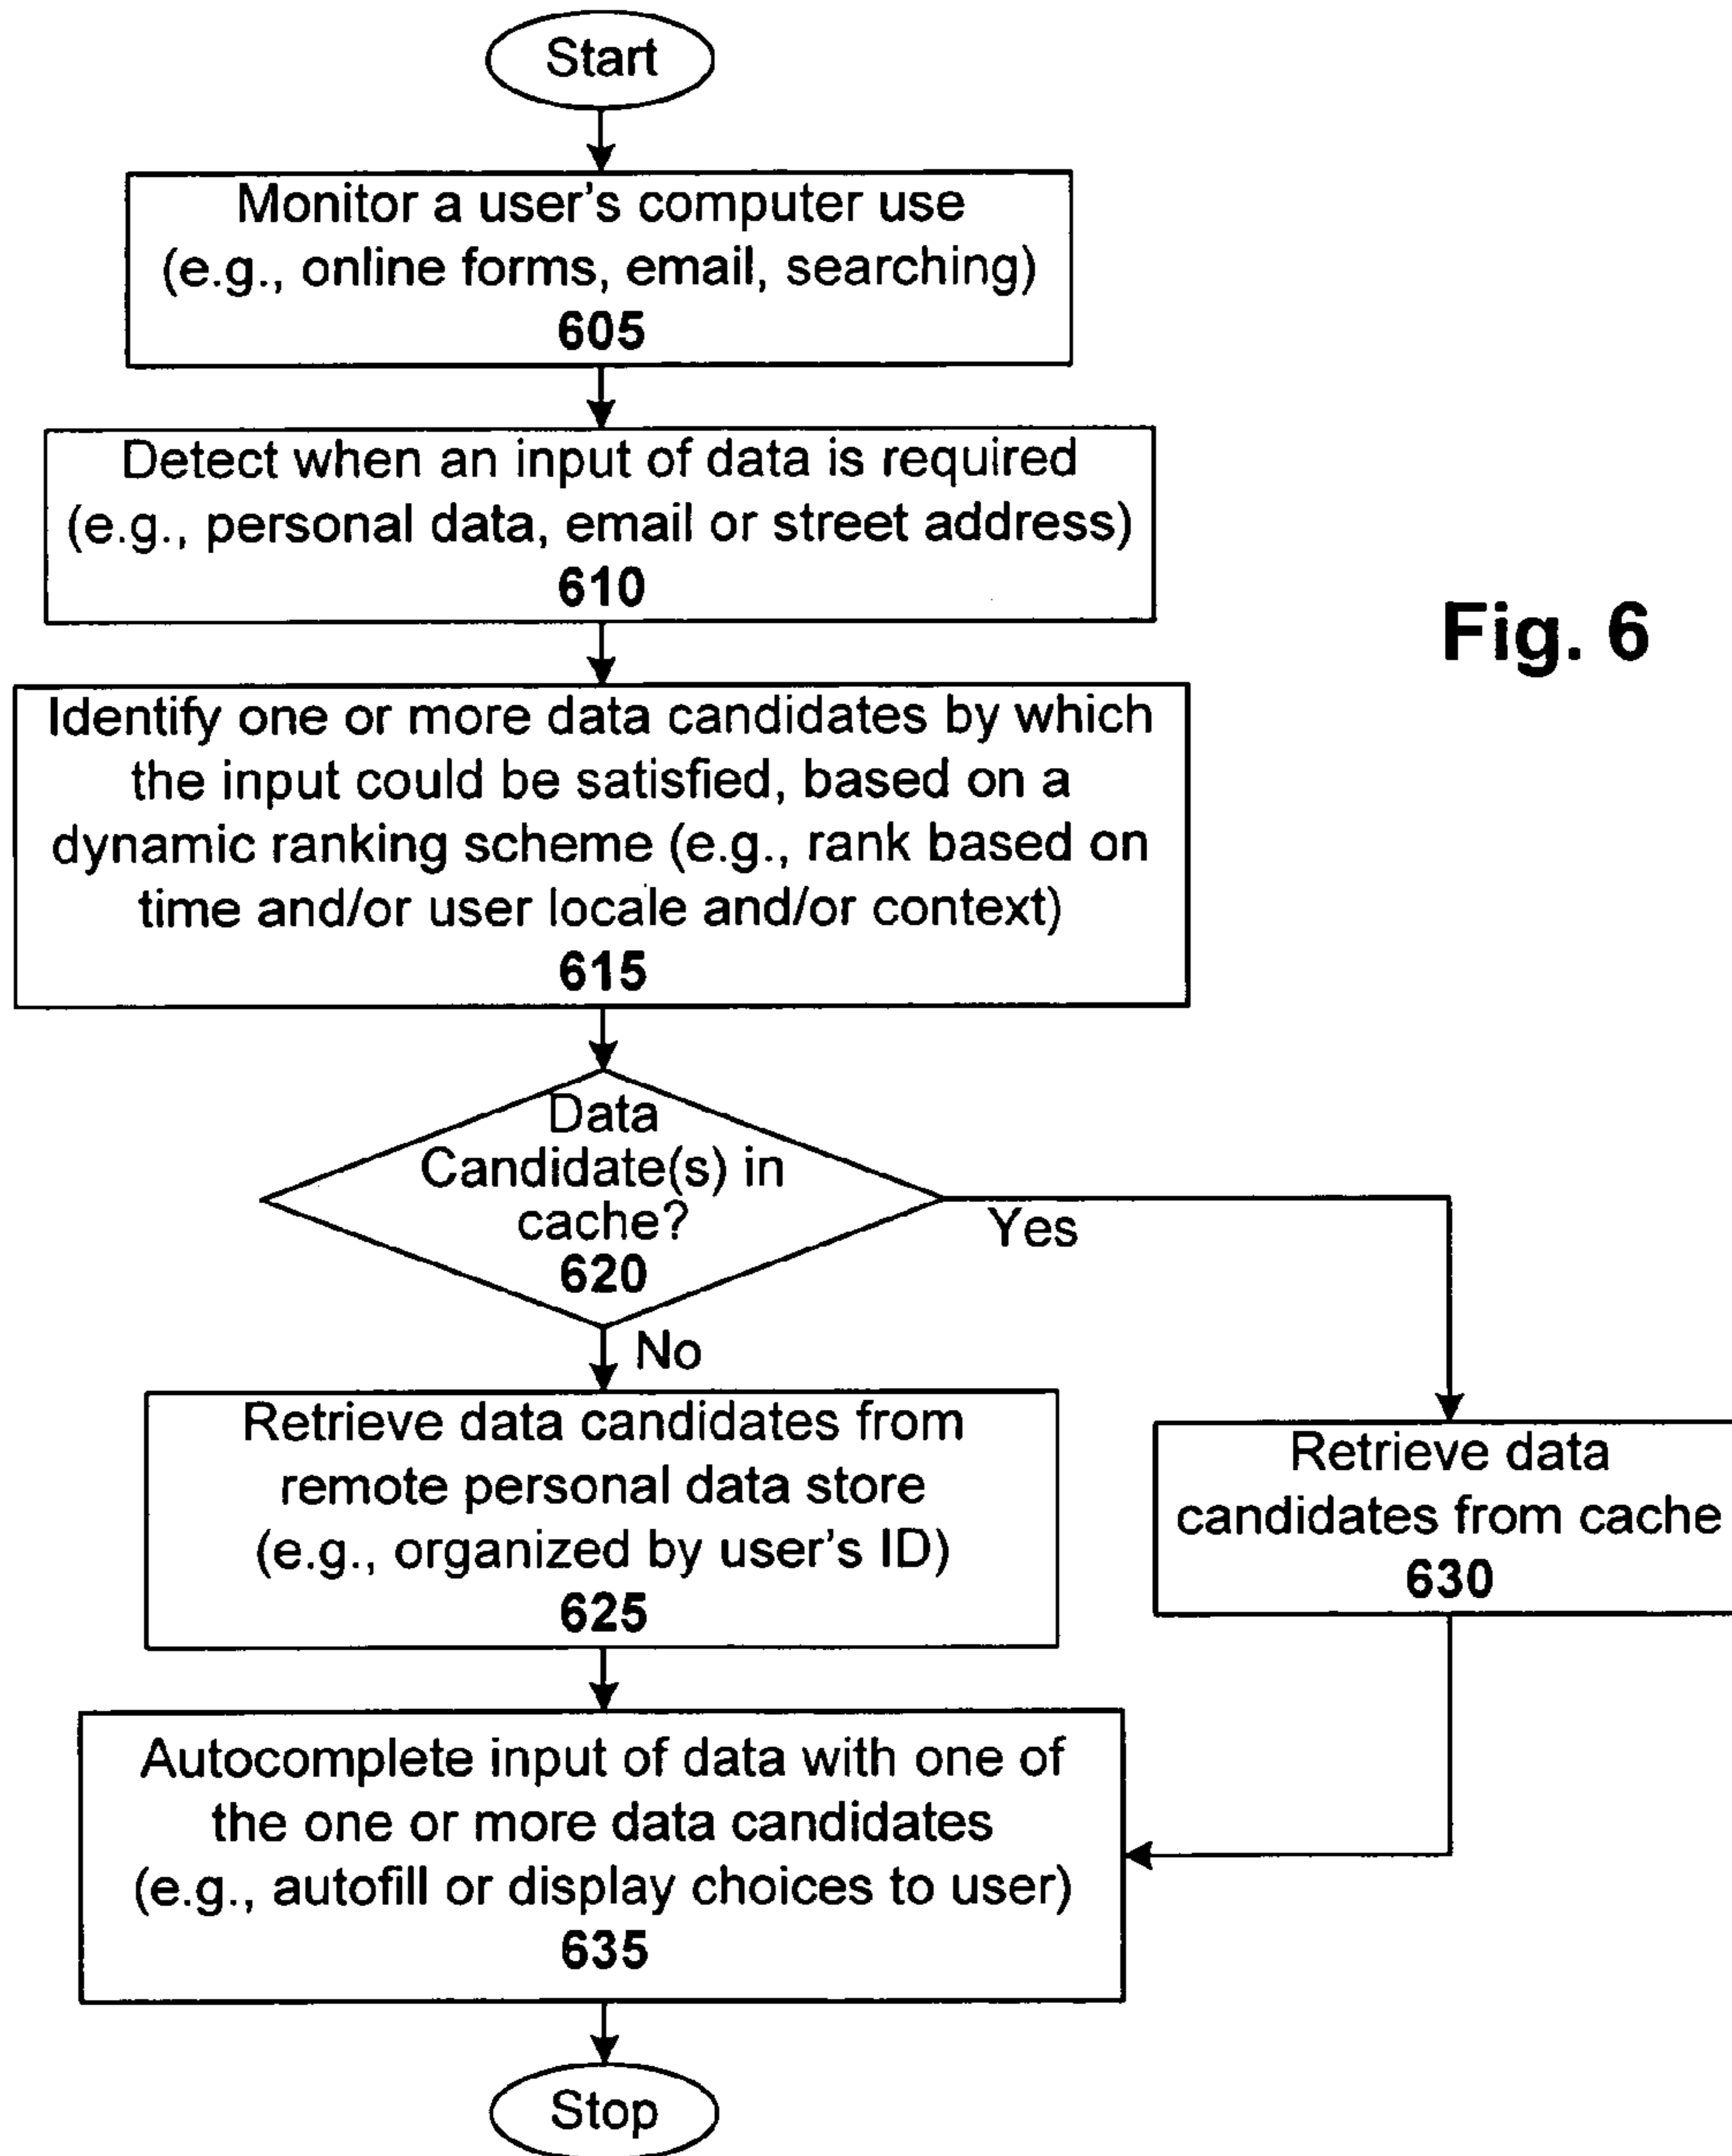 Start
Monitor a user's computer use
(e.g., online forms, email, searching)
605
Detect when an input of data is required
(e.g., personal data, email or street address)
610
Fig. 6
Identify one or more data candidates by which
the input could be satisfied, based on a
dynamic ranking scheme (e.g., rank based on
time and/or user locale and/or context)
615
Data
Candidate(s) in
cache?
620
Yes
No
Retrieve data candidates from
remote personal data store
(e.g., organized by user's ID)
625
Retrieve data
candidates from cache
630
Autocomplete input of data with one of
the one or more data candidates
(e.g., autofill or display choices to user)
635
Stop